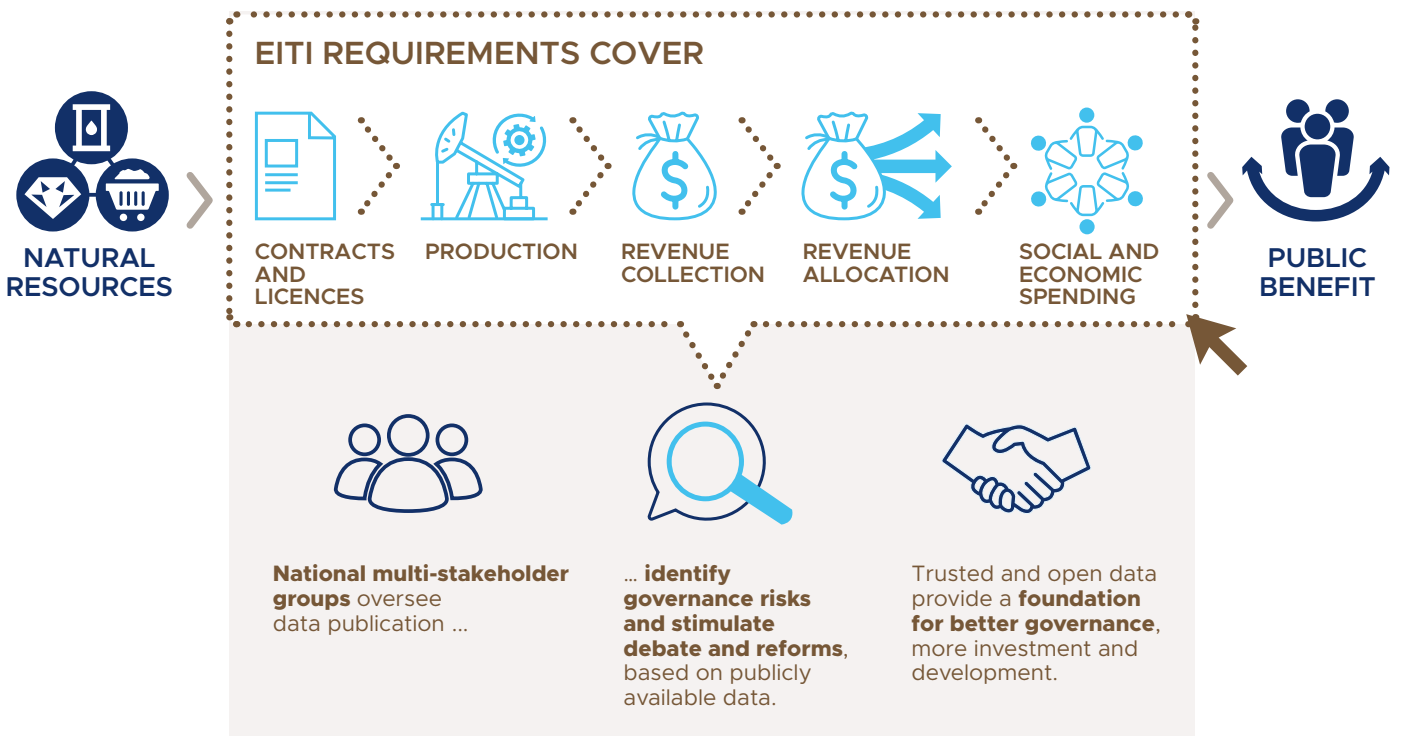 EITI REQUIREMENTS COVER
NATURAL
RESOURCES
CONTRACTS
AND
LICENCES
PRODUCTION
REVENUE
COLLECTION
REVENUE
ALLOCATION
SOCIAL AND
ECONOMIC
SPENDING
PUBLIC
BENEFIT
$
$
National multi-stakeholder
groups oversee
data publication ...
... identify
governance risks
and stimulate
debate and reforms,
based on publicly
available data.
Trusted and open data
provide a foundation
for better governance,
more investment and
development.